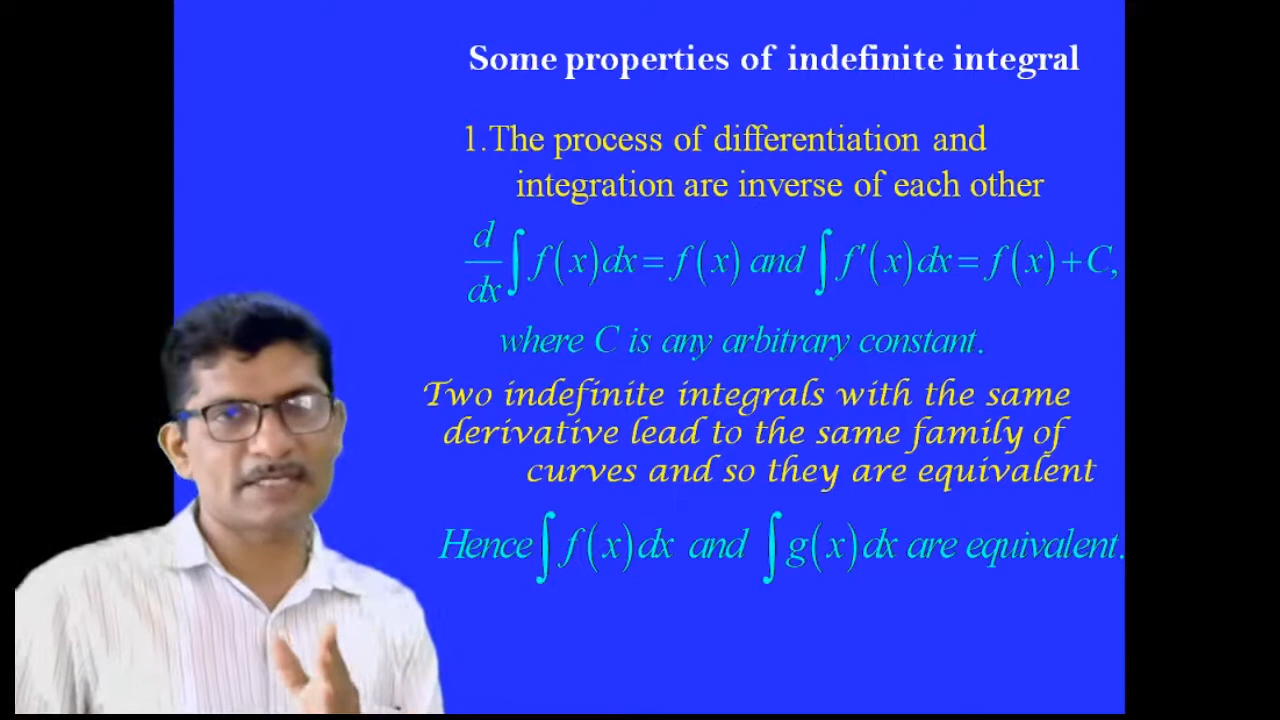 Some properties of indefinite integral
1.The process of differentiation and
integration are inverse of each other
d/dx ∫ f(x)dx = f(x) and ∫ f′(x)dx = f(x)+C,
where C is any arbitrary constant.
Two indefinite integrals with the same
derivative lead to the same family of
curves and so they are equivalent
Hence ∫ f(x)dx and ∫ g(x)dx are equivalent.